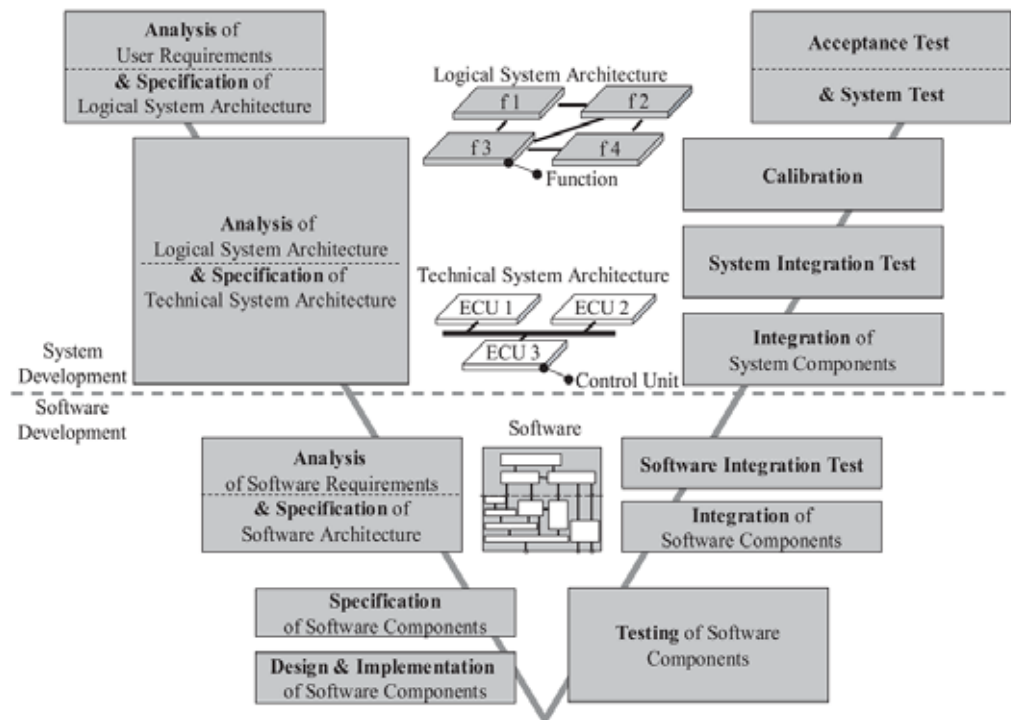 Analysis of
User Requirements
& Specification of
Logical System Architecture
Analysis of
Logical System Architecture
& Specification of
Technical System Architecture
System
Development
Software
Development
Analysis
of Software Requirements
& Specification of
Software Architecture
Specification
of Software Components
Design & Implementation
of Software Components
Logical System Architecture
f 1
f 2
f 3
f 4
Function
Technical System Architecture
ECU 1
ECU 2
ECU 3
Control Unit
Software
Acceptance Test
& System Test
Calibration
System Integration Test
Integration of
System Components
Software Integration Test
Integration of
Software Components
Testing of Software
Components